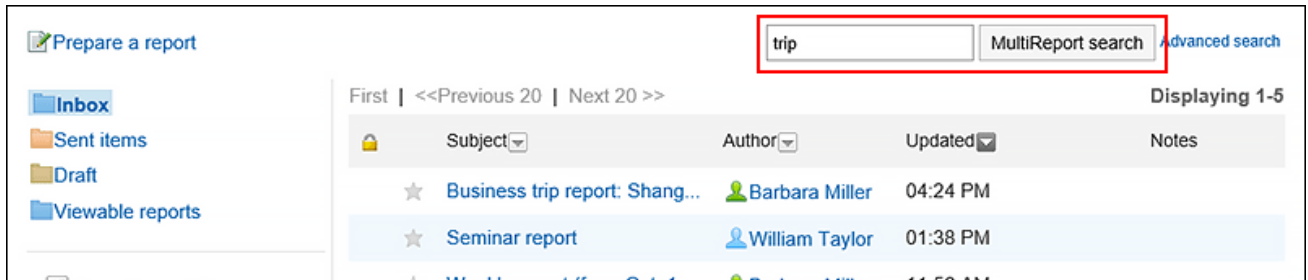 Prepare a report
trip MultiReport search Advanced search
First | <<Previous 20 | Next 20 >> Displaying 1-5
Inbox
Sent items
Draft
Viewable reports
Subject Author Updated Notes
Business trip report: Shang... Barbara Miller 04:24 PM
Seminar report William Taylor 01:38 PM